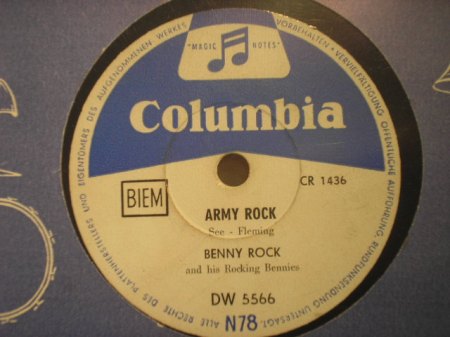 "MAGIC NOTES"
Columbia
BIEM
CR 1436
ARMY ROCK
See - Fleming
BENNY ROCK
and his Rocking Bennies
DW 5566
N78
ALLE RECHTE DES PLATTENHERSTELLERS UND EIGENTÜMERS DES AUFGENOMMENEN WERKES VORBEHALTEN • VERVIELFÄLTIGUNG ÖFFENTLICHE AUFFÜHRUNG, RUNDFUNKSENDUNG UNTERSAGT.